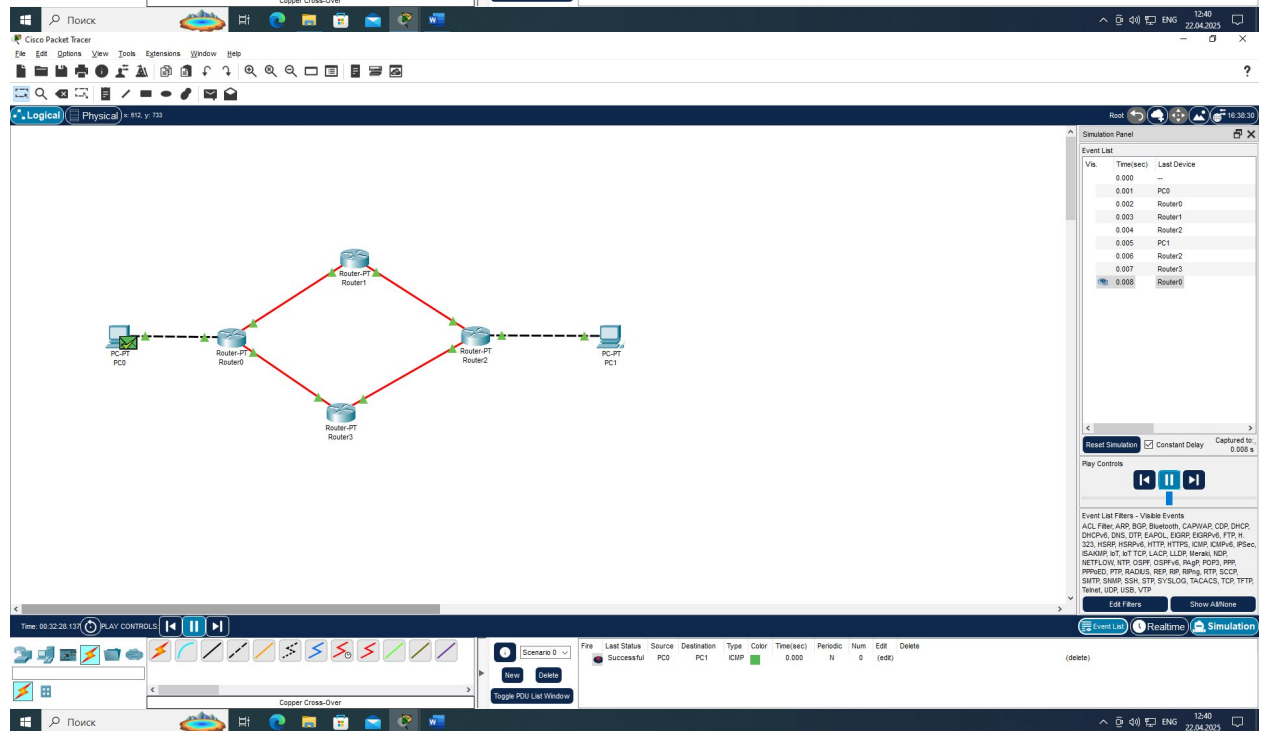 Copper Cross-Over
Поиск
ENG
12:40
22.04.2025
Cisco Packet Tracer
File Edit Options View Tools Extensions Window Help
?
Logical Physical x: 612, y: 733
Root 16:38:30
Simulation Panel
Event List
Vis. Time(sec) Last Device
0.000 --
0.001 PC0
0.002 Router0
0.003 Router1
0.004 Router2
0.005 PC1
0.006 Router2
0.007 Router3
0.008 Router0
Router-PT
Router1
PC-PT
PC0
Router-PT
Router0
Router-PT
Router2
PC-PT
PC1
Router-PT
Router3
Reset Simulation Constant Delay Captured to:
0.008 s
Play Controls
Event List Filters - Visible Events
ACL Filter, ARP, BGP, Bluetooth, CAPWAP, CDP, DHCP,
DHCPv6, DNS, DTP, EAPOL, EIGRP, EIGRPv6, FTP, H.
323, HSRP, HSRPv6, HTTP, HTTPS, ICMP, ICMPv6, IPSec,
ISAKMP, IoT, IoT TCP, LACP, LLDP, Meraki, NDP,
NETFLOW, NTP, OSPF, OSPFv6, PAgP, POP3, PPP,
PPPoED, PTP, RADIUS, REP, RIP, RIPng, RTP, SCCP,
SMTP, SNMP, SSH, STP, SYSLOG, TACACS, TCP, TFTP,
Telnet, UDP, USB, VTP
Edit Filters Show All/None
Time: 00:32:28.137 PLAY CONTROLS:
Event List Realtime Simulation
Scenario 0
New Delete
Toggle PDU List Window
Fire Last Status Source Destination Type Color Time(sec) Periodic Num Edit Delete
Successful PC0 PC1 ICMP 0.000 N 0 (edit) (delete)
Copper Cross-Over
Поиск
ENG
12:40
22.04.2025